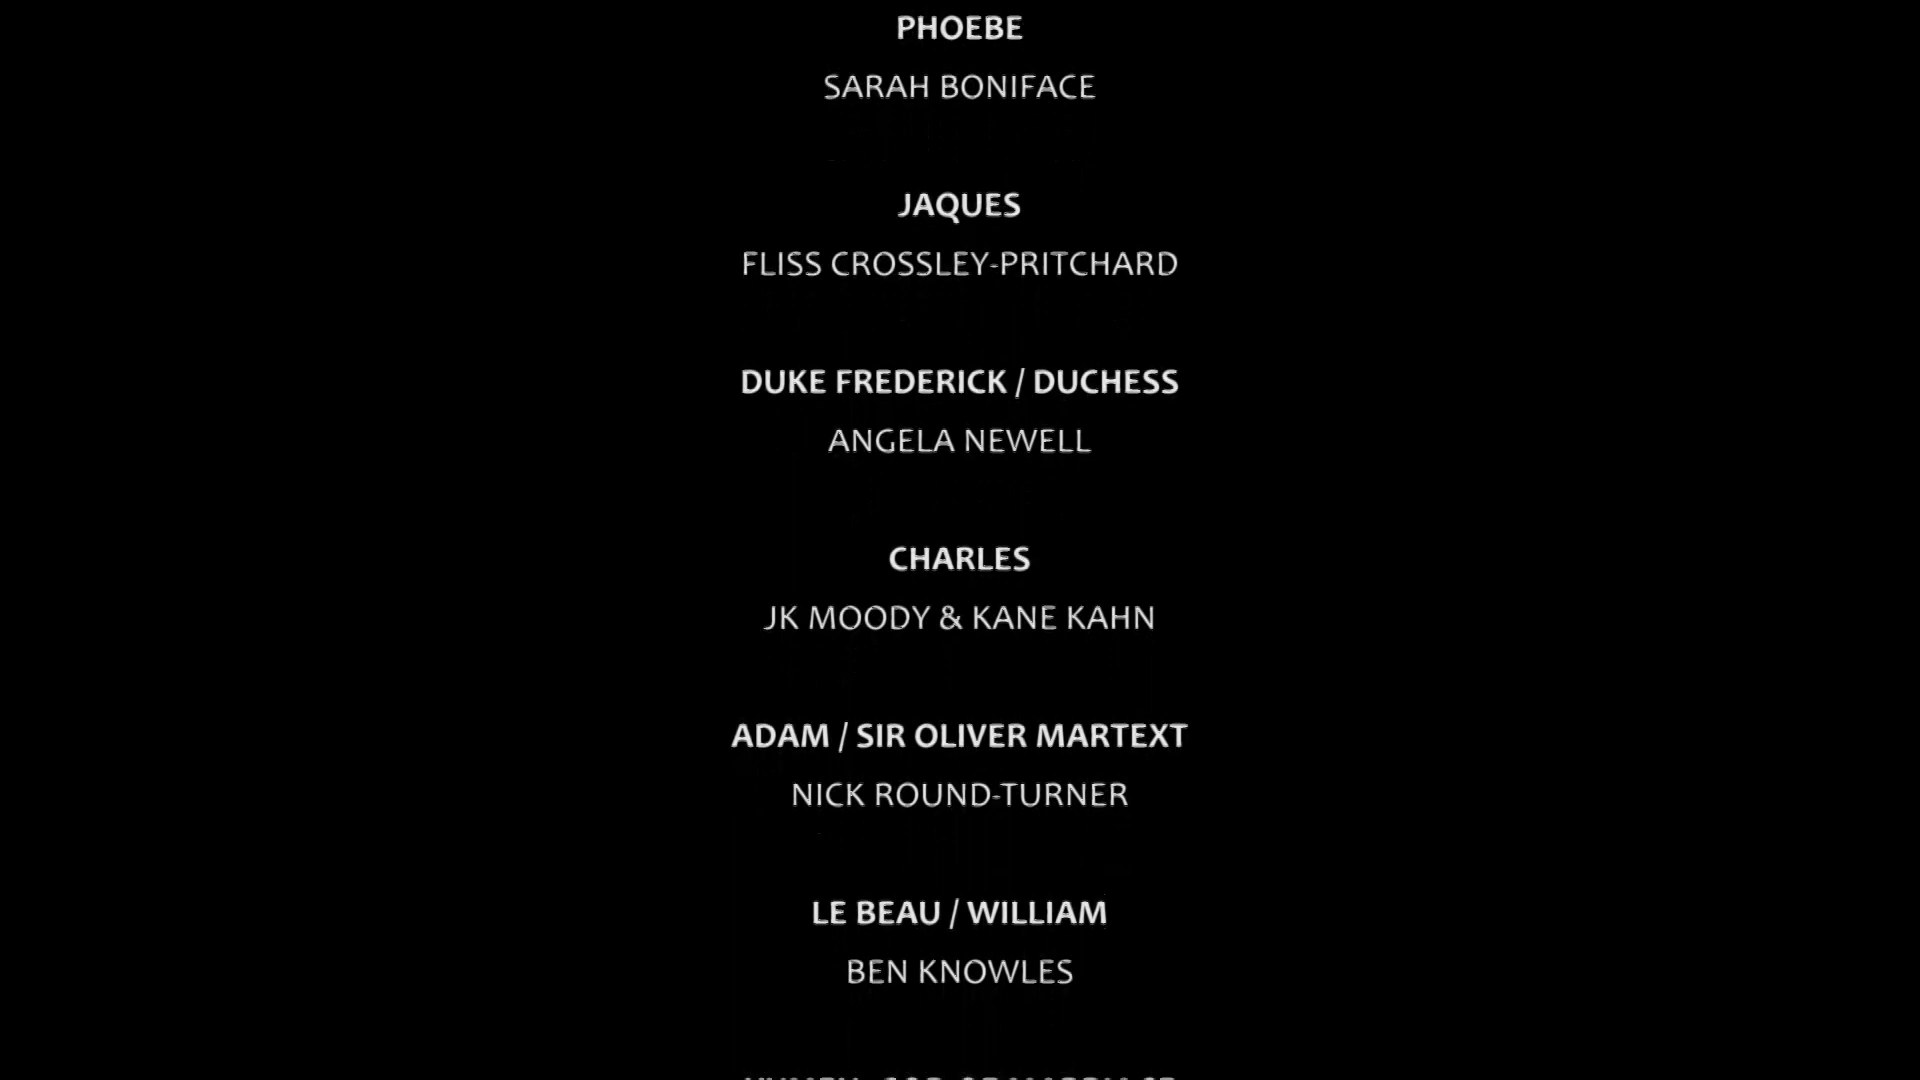 PHOEBE
SARAH BONIFACE
JAQUES
FLISS CROSSLEY-PRITCHARD
DUKE FREDERICK / DUCHESS
ANGELA NEWELL
CHARLES
JK MOODY & KANE KAHN
ADAM / SIR OLIVER MARTEXT
NICK ROUND-TURNER
LE BEAU / WILLIAM
BEN KNOWLES